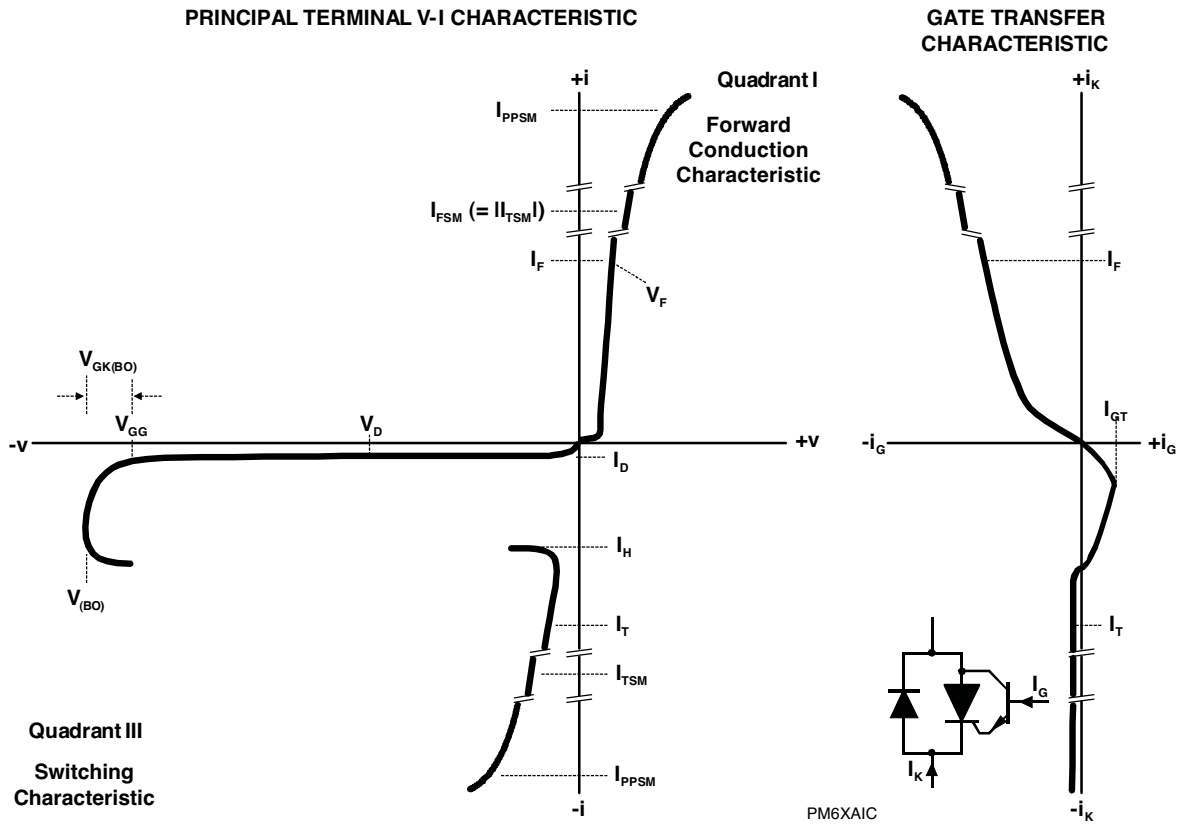 PRINCIPAL TERMINAL V-I CHARACTERISTIC
GATE TRANSFER
CHARACTERISTIC
+i
Quadrant I
+iK
IPPSM
Forward
Conduction
Characteristic
IFSM (= |ITSM|)
IF
VF
IF
VGK(BO)
VGG
VD
IGT
-v
+v
-iG
+iG
ID
IH
V(BO)
IT
IT
ITSM
IG
Quadrant III
Switching
Characteristic
IPPSM
IK
-i
PM6XAIC
-iK